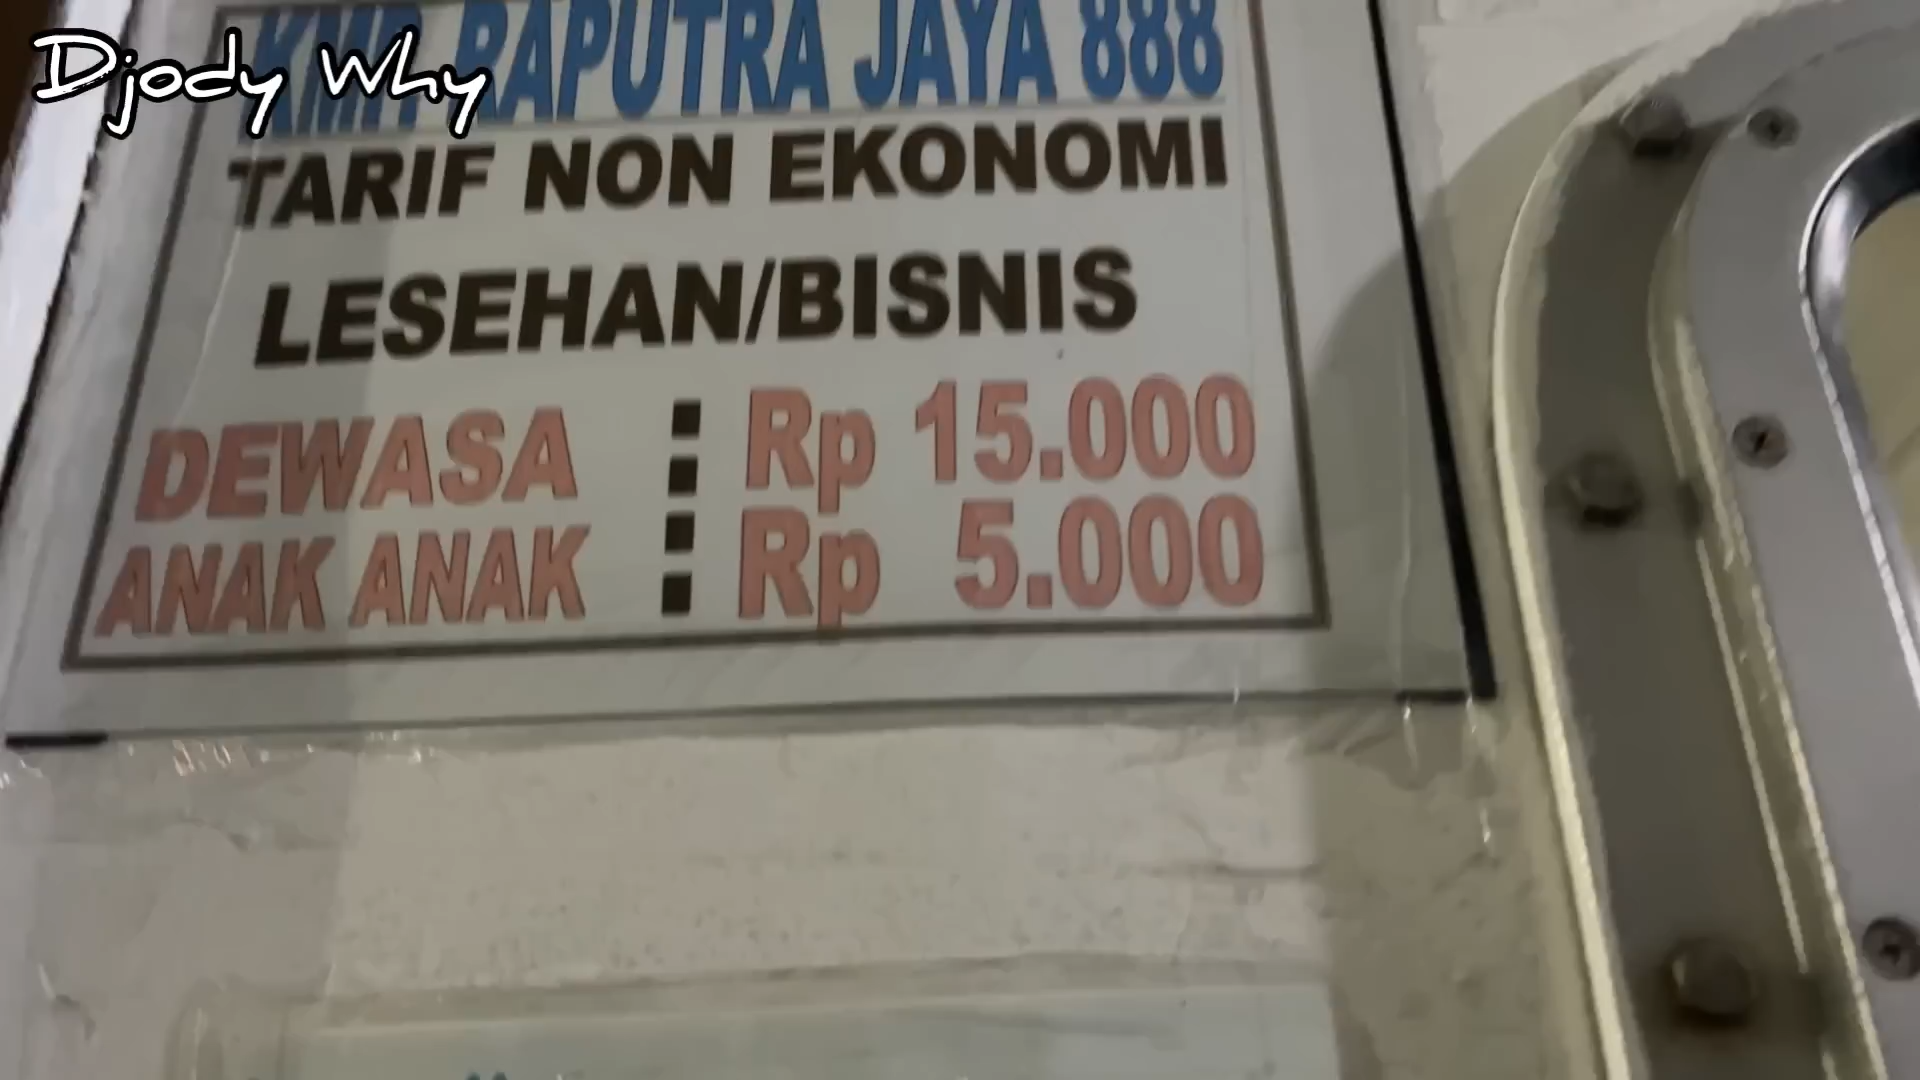 Djody Why
KMP. RAPUTRA JAYA 888
TARIF NON EKONOMI
LESEHAN/BISNIS
DEWASA : Rp 15.000
ANAK ANAK : Rp 5.000